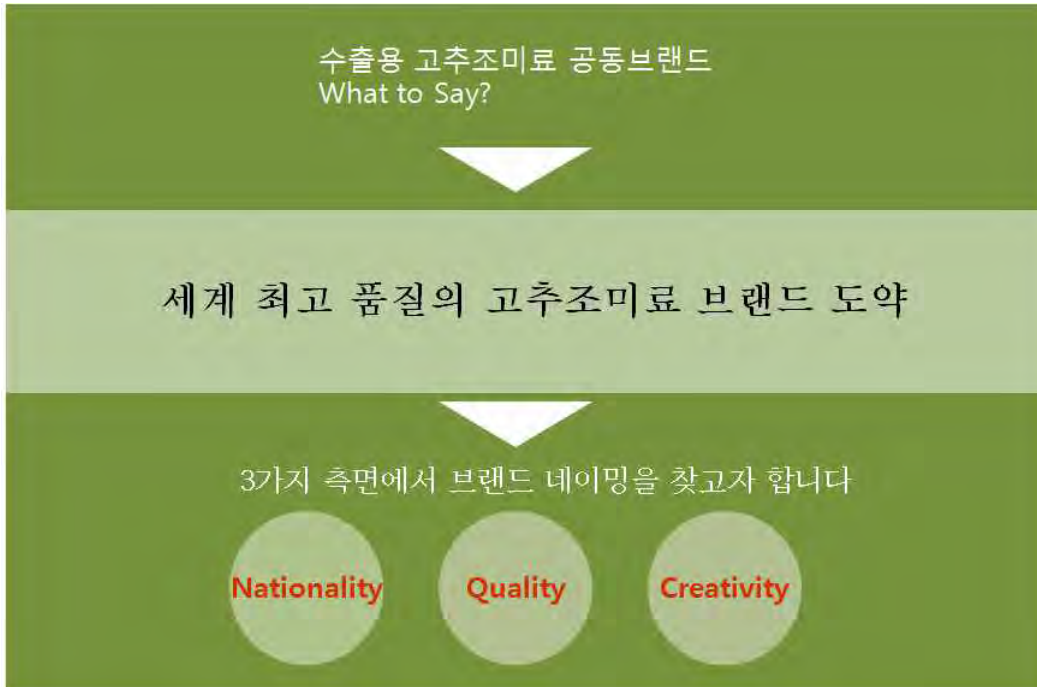 수출용 고추조미료 공동브랜드
What to Say?
세계 최고 품질의 고추조미료 브랜드 도약
3가지 측면에서 브랜드 네이밍을 찾고자 합니다
Nationality
Quality
Creativity